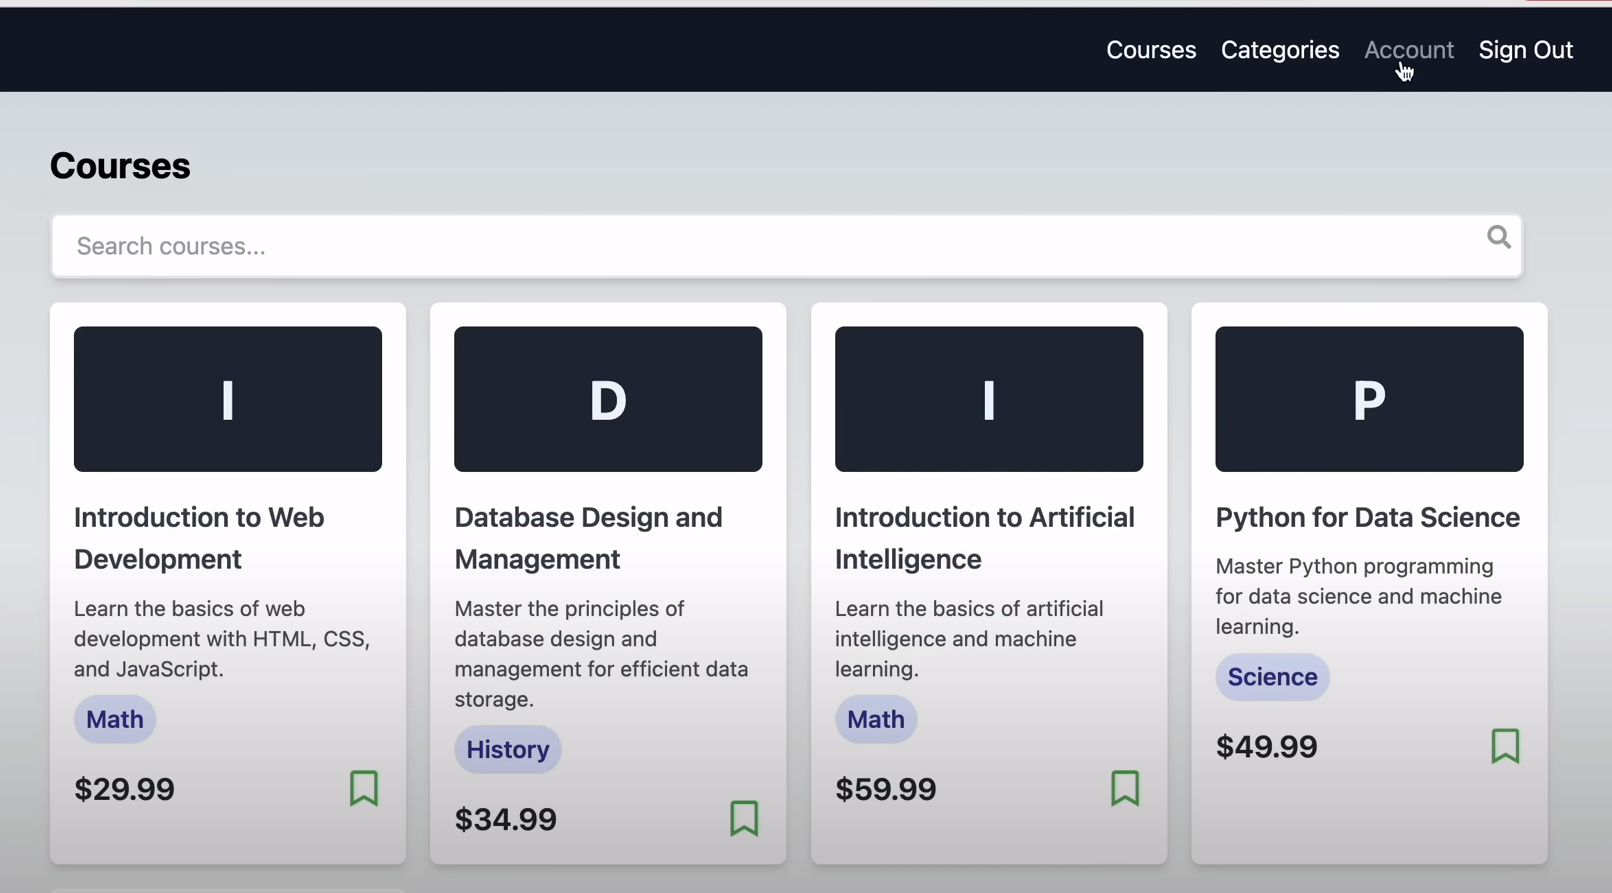 Courses Categories Account Sign Out
Courses
Search courses...
I
D
I
P
Introduction to Web
Development
Learn the basics of web
development with HTML, CSS,
and JavaScript.
Math
$29.99
Database Design and
Management
Master the principles of
database design and
management for efficient data
storage.
History
$34.99
Introduction to Artificial
Intelligence
Learn the basics of artificial
intelligence and machine
learning.
Math
$59.99
Python for Data Science
Master Python programming
for data science and machine
learning.
Science
$49.99